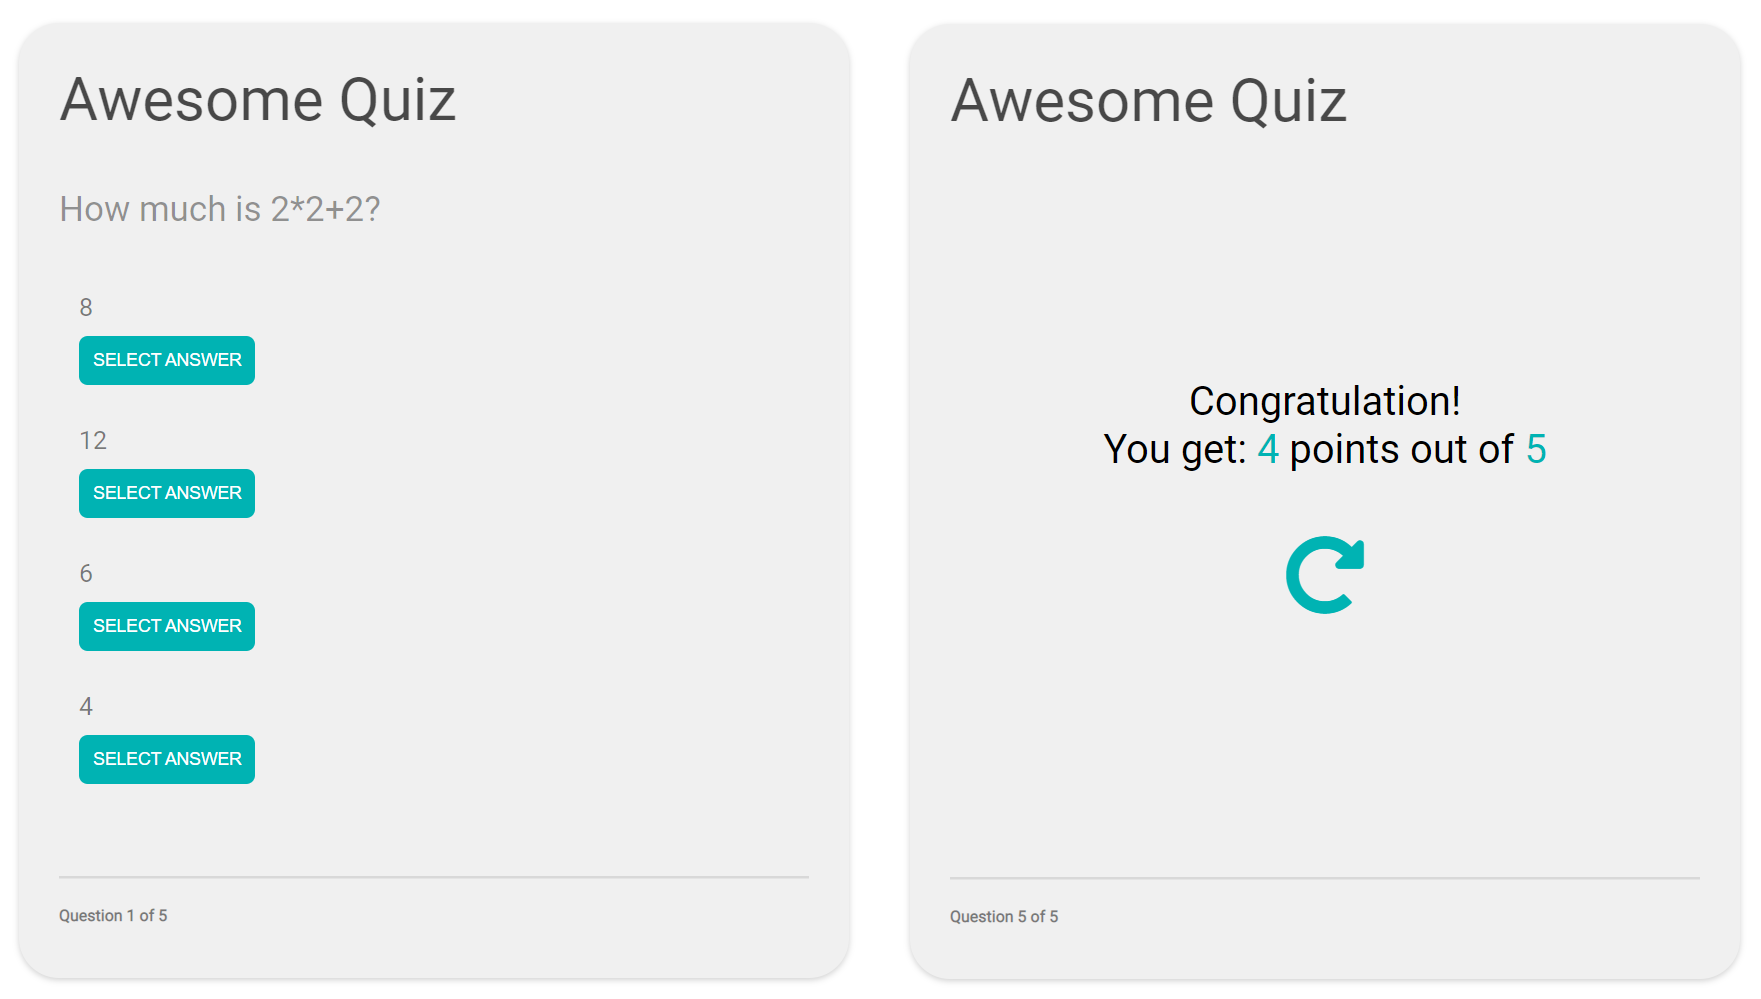 Awesome Quiz
How much is 2*2+2?
8
SELECT ANSWER
12
SELECT ANSWER
6
SELECT ANSWER
4
SELECT ANSWER
Question 1 of 5
Awesome Quiz
Congratulation!
You get: 4 points out of 5
Question 5 of 5